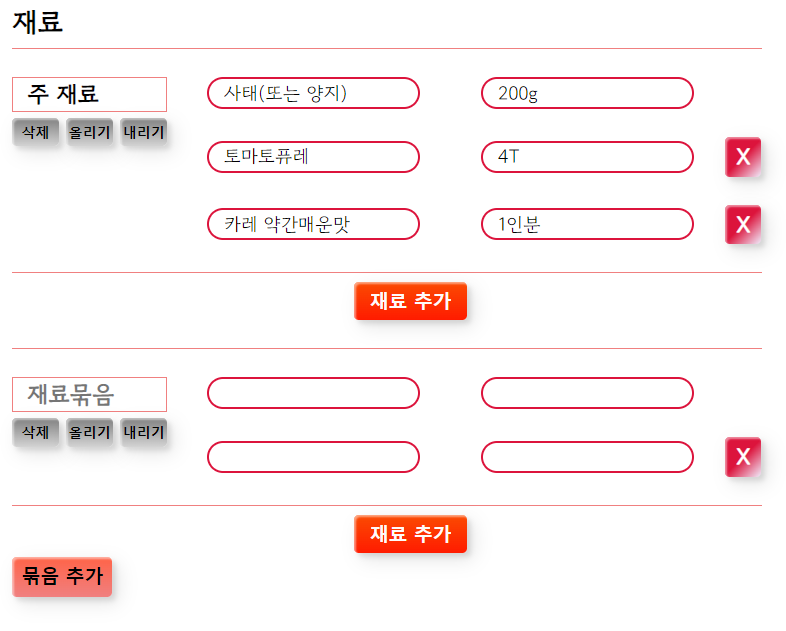 재료
주 재료 사태(또는 양지) 200g
삭제 올리기 내리기
토마토퓨레 4T X
카레 약간매운맛 1인분 X
재료 추가
재료묶음
삭제 올리기 내리기
X
재료 추가
묶음 추가